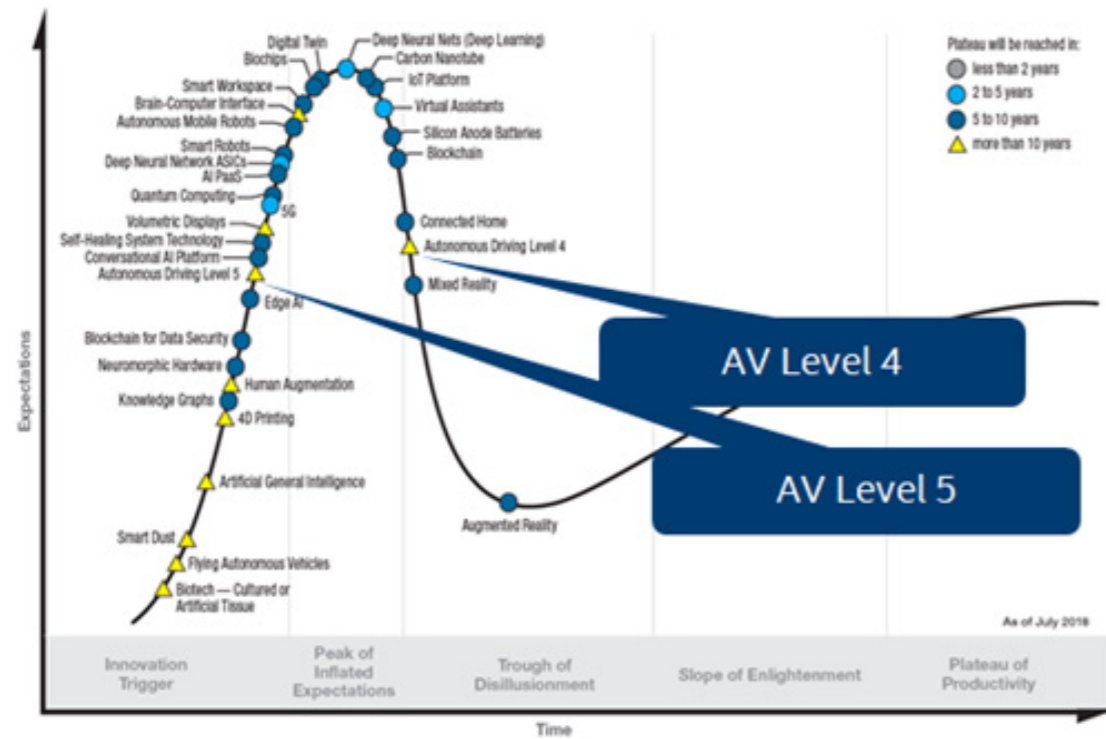 Digital Twin
Biochips
Smart Workspace
Brain-Computer Interface
Autonomous Mobile Robots
Smart Robots
Deep Neural Network ASICs
AI PaaS
Quantum Computing
5G
Volumetric Displays
Self-Healing System Technology
Conversational AI Platform
Autonomous Driving Level 5
Edge AI
Blockchain for Data Security
Neuromorphic Hardware
Human Augmentation
Knowledge Graphs
4D Printing
Artificial General Intelligence
Smart Dust
Flying Autonomous Vehicles
Biotech — Cultured or
Artificial Tissue
Deep Neural Nets (Deep Learning)
Carbon Nanotube
IoT Platform
Virtual Assistants
Silicon Anode Batteries
Blockchain
Connected Home
Autonomous Driving Level 4
Mixed Reality
Augmented Reality
Plateau will be reached in:
less than 2 years
2 to 5 years
5 to 10 years
more than 10 years
AV Level 4
AV Level 5
As of July 2018
Expectations
Innovation
Trigger
Peak of
Inflated
Expectations
Trough of
Disillusionment
Slope of Enlightenment
Plateau of
Productivity
Time